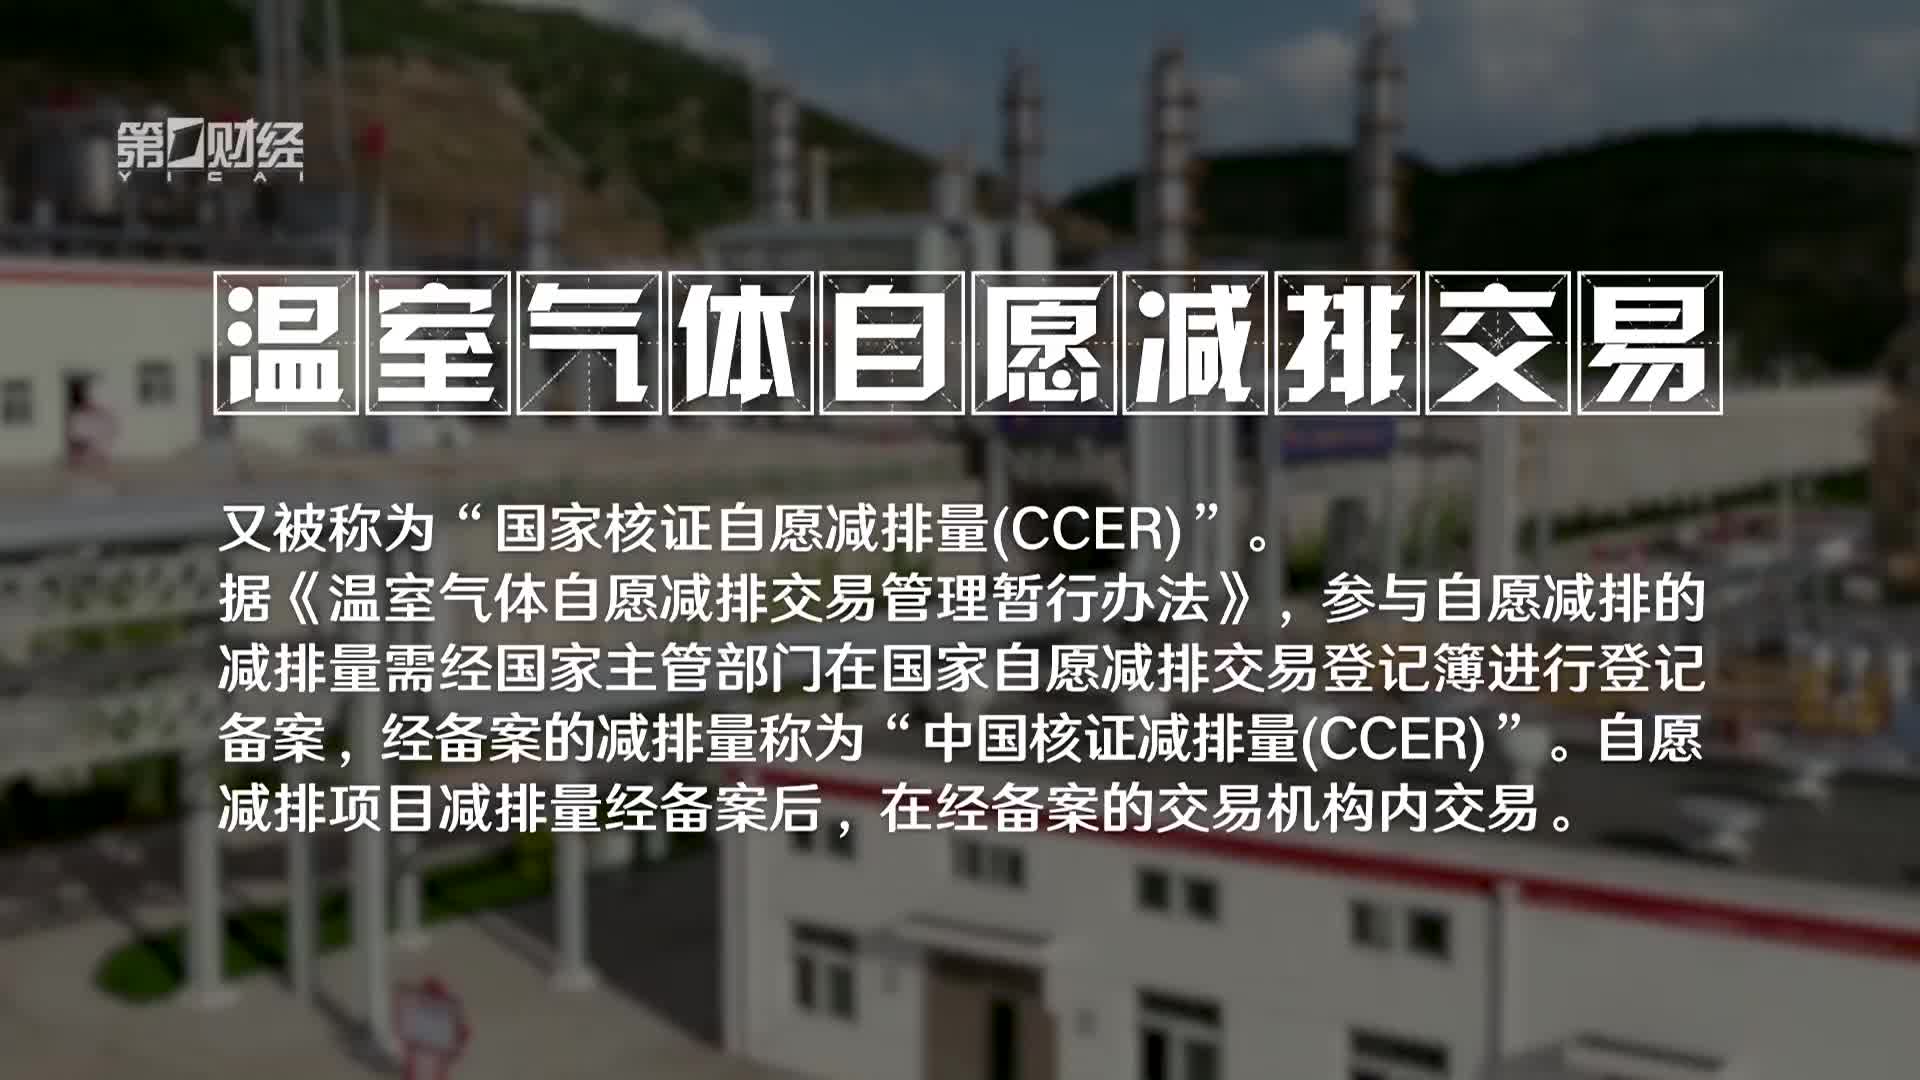 第一财经
YICAI
温室气体自愿减排交易
又被称为“国家核证自愿减排量(CCER)”。
据《温室气体自愿减排交易管理暂行办法》，参与自愿减排的
减排量需经国家主管部门在国家自愿减排交易登记簿进行登记
备案，经备案的减排量称为“中国核证减排量(CCER)”。自愿
减排项目减排量经备案后，在经备案的交易机构内交易。